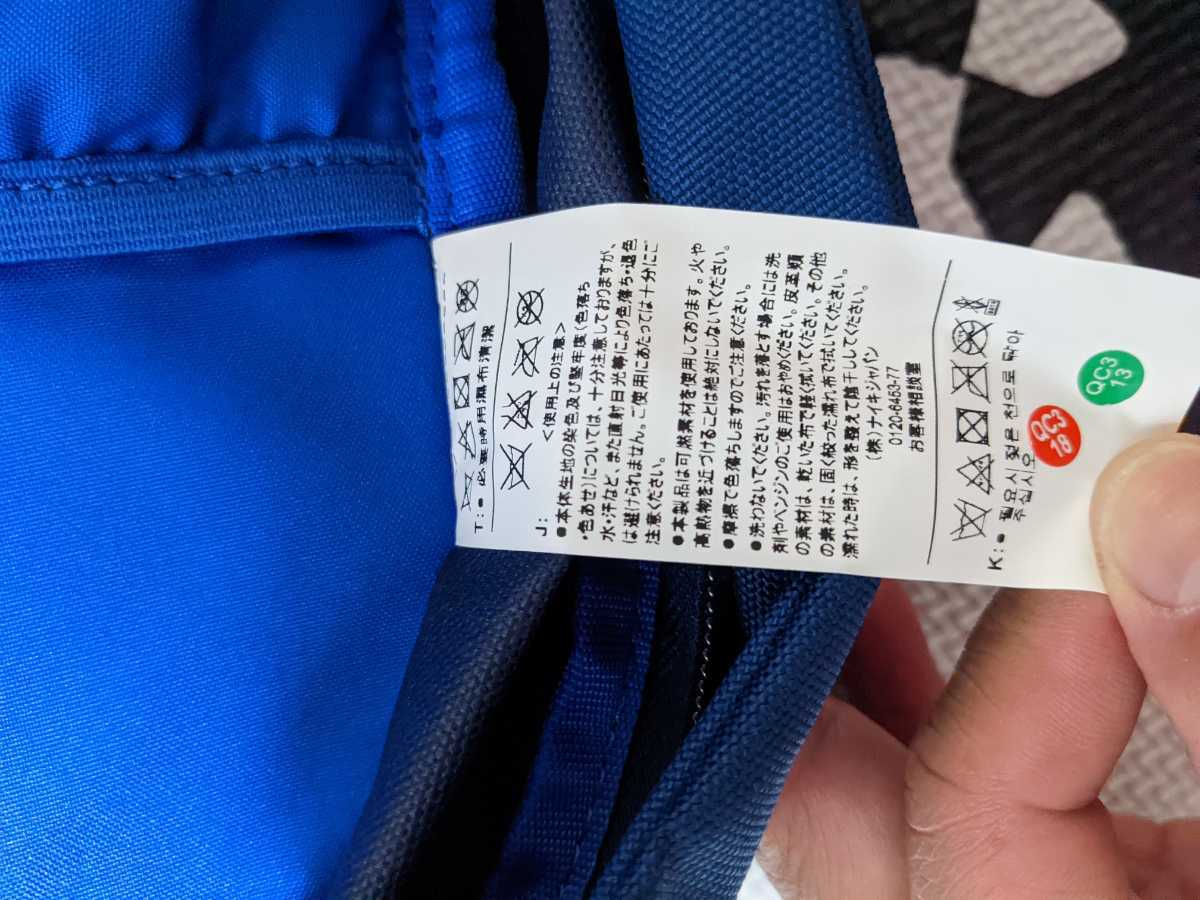 T: ● 必要時用濕布清潔
J:
<使用上の注意>
●本体生地の染色及び堅牢度(色落ち
・色あせ)については、十分注意しておりますが、
水・汗など、また直射日光等により色落ち・退色
は避けられません。ご使用にあたっては十分にご
注意ください。
●本製品は可燃素材を使用しております。火や
高熱物を近づけることは絶対にしないでください。
●摩擦で色落ちしますのでご注意ください。
●洗わないでください。汚れを落とす場合には洗
剤やベンジンのご使用はおやめください。皮革類
の素材は、乾いた布で軽く拭いてください。その他
の素材は、固く絞った濡れ布で拭いてください。
濡れた時は、形を整えて陰干ししてください。
(株)ナイキジャパン
0120-6453-77
お客様相談室
K: ● 필요시 젖은 천으로 닦아
주십시오
QC3
18
QC3
13